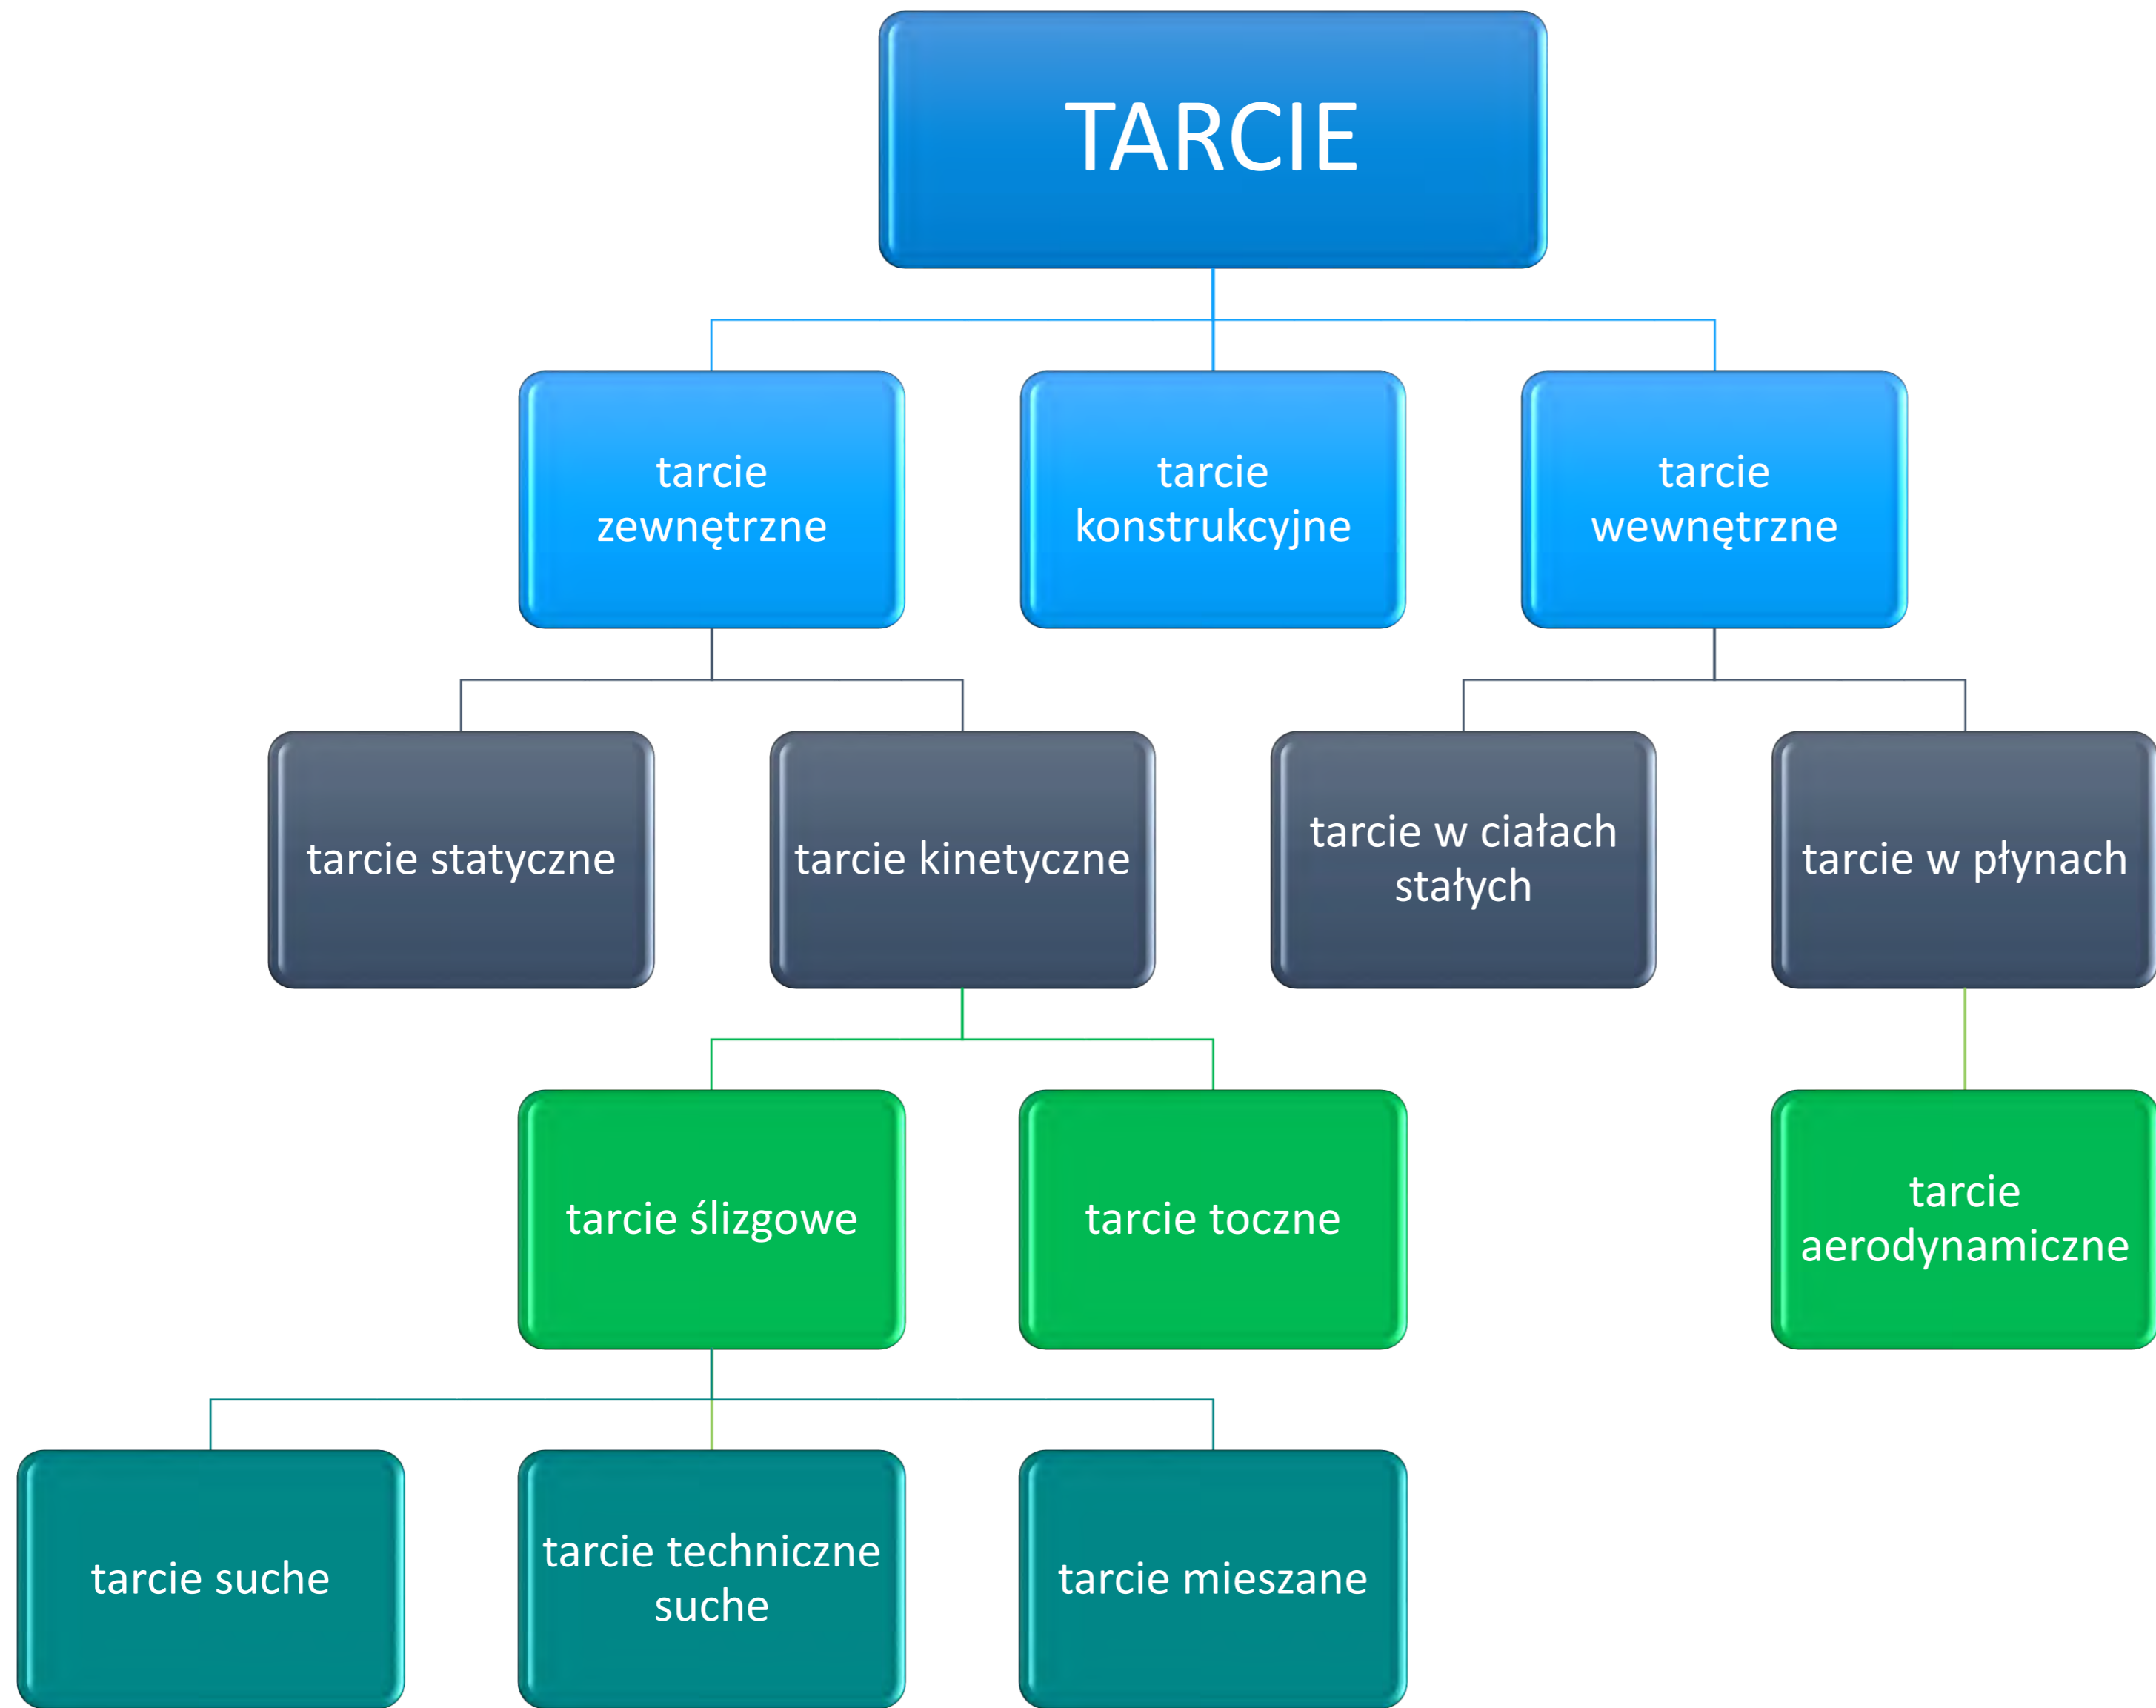 TARCIE
tarcie
zewnętrzne
tarcie
konstrukcyjne
tarcie
wewnętrzne
tarcie statyczne
tarcie kinetyczne
tarcie w ciałach
stałych
tarcie w płynach
tarcie ślizgowe
tarcie toczne
tarcie
aerodynamiczne
tarcie suche
tarcie techniczne
suche
tarcie mieszane